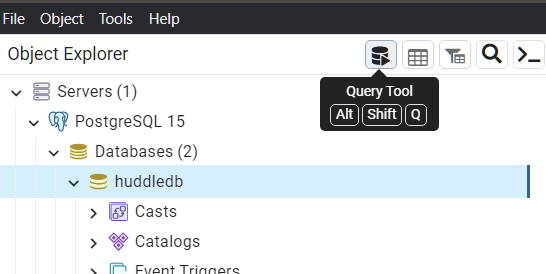 File Object Tools Help
Object Explorer
Servers (1)
Query Tool
Alt Shift Q
PostgreSQL 15
Databases (2)
huddledb
Casts
Catalogs
Event Triggers